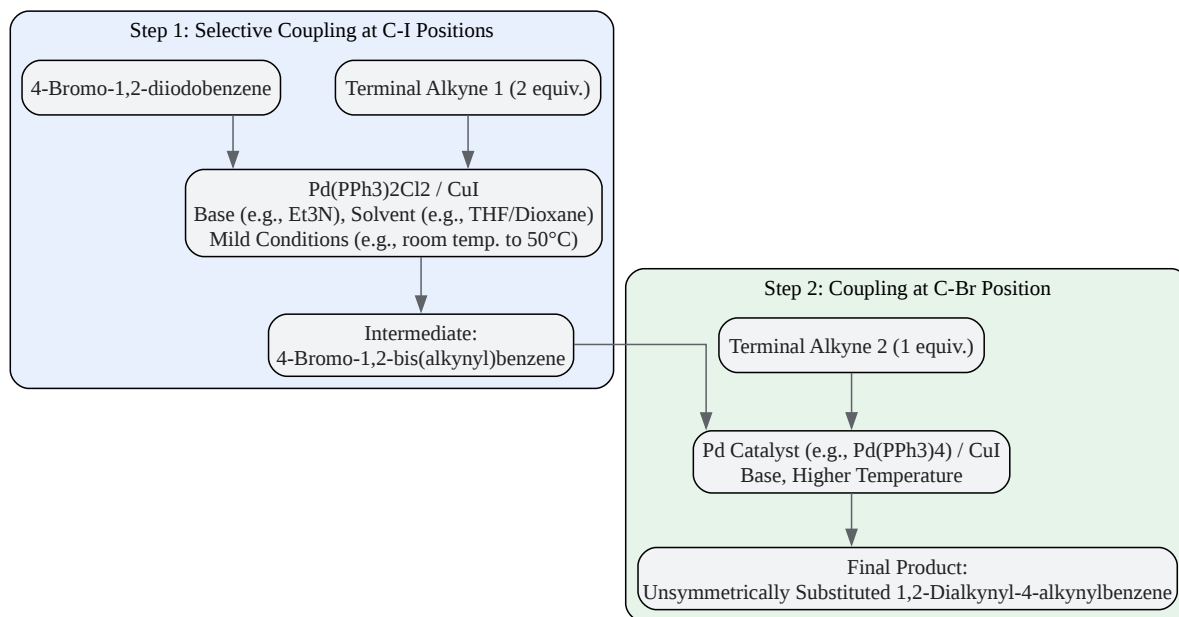 Step 1: Selective Coupling at C-I Positions
4-Bromo-1,2-diiodobenzene
Terminal Alkyne 1 (2 equiv.)
Pd(PPh3)2Cl2 / CuI
Base (e.g., Et3N), Solvent (e.g., THF/Dioxane)
Mild Conditions (e.g., room temp. to 50°C)
Intermediate:
4-Bromo-1,2-bis(alkynyl)benzene
Step 2: Coupling at C-Br Position
Terminal Alkyne 2 (1 equiv.)
Pd Catalyst (e.g., Pd(PPh3)4) / CuI
Base, Higher Temperature
Final Product:
Unsymmetrically Substituted 1,2-Dialkynyl-4-alkynylbenzene